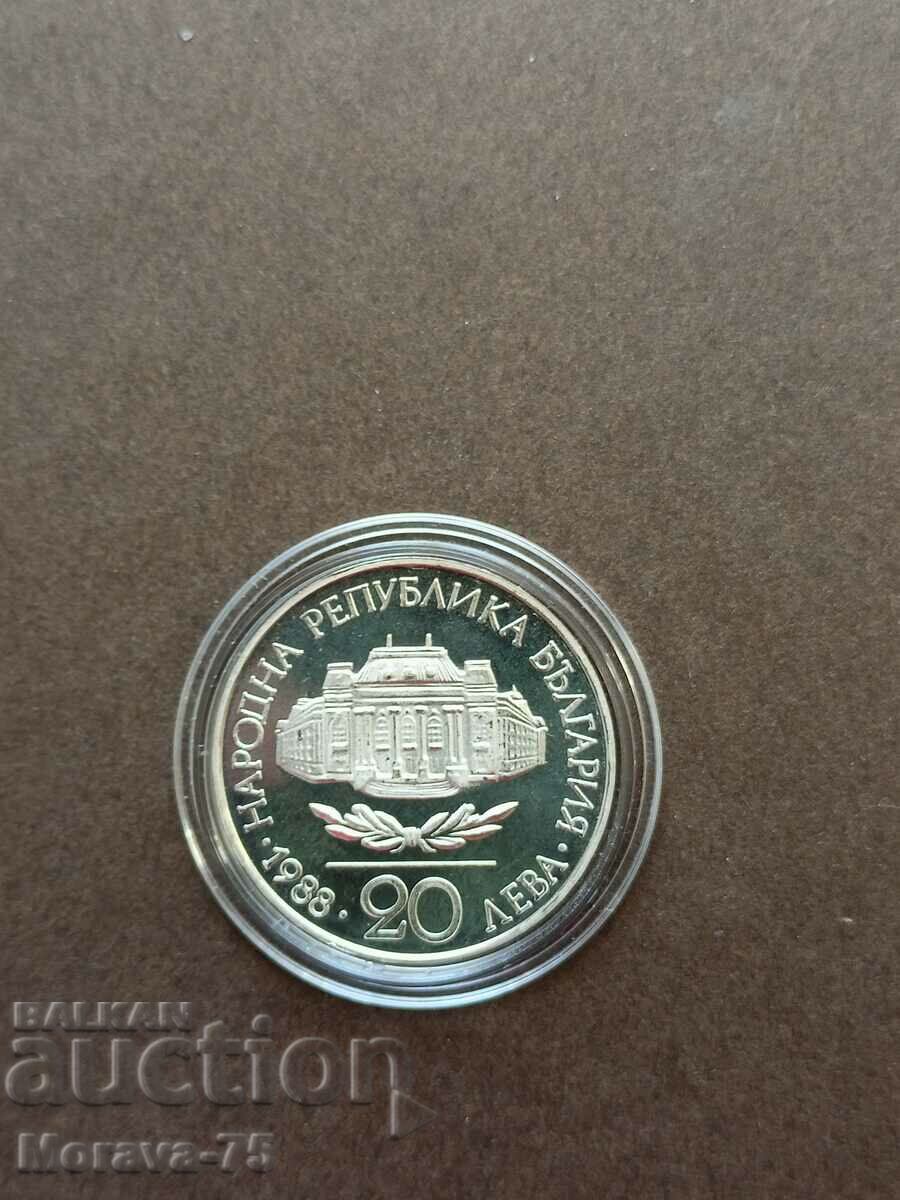 НАРОДНА РЕПУБЛИКА БЪЛГАРИЯ
· 1988 · 20 ЛЕВА ·
BALKAN
auction
Morava-75